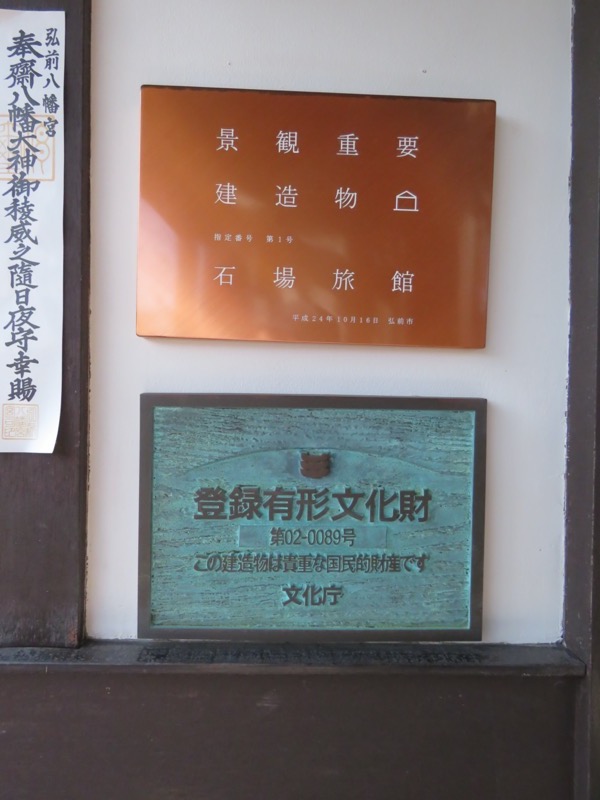 弘前八幡宮
奉齋八幡大神御稜威之隨日夜守幸賜
景観重要
建造物
指定番号 第1号
石場旅館
平成24年10月16日 弘前市
登録有形文化財
第02-0089号
この建造物は貴重な国民的財産です
文化庁